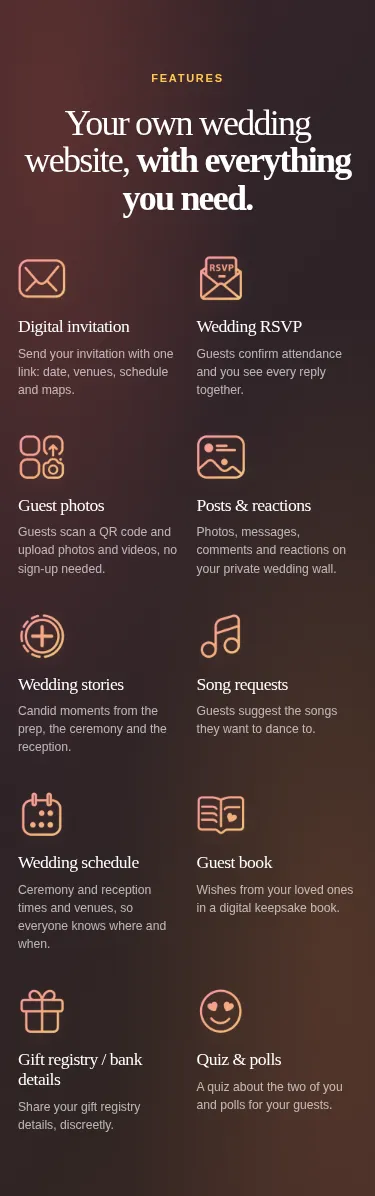 FEATURES
Your own wedding
website, with everything
you need.
RSVP
Digital invitation
Send your invitation with one
link: date, venues, schedule
and maps.
Wedding RSVP
Guests confirm attendance
and you see every reply
together.
Guest photos
Guests scan a QR code and
upload photos and videos, no
sign-up needed.
Posts & reactions
Photos, messages,
comments and reactions on
your private wedding wall.
Wedding stories
Candid moments from the
prep, the ceremony and the
reception.
Song requests
Guests suggest the songs
they want to dance to.
Wedding schedule
Ceremony and reception
times and venues, so
everyone knows where and
when.
Guest book
Wishes from your loved ones
in a digital keepsake book.
Gift registry / bank
details
Share your gift registry
details, discreetly.
Quiz & polls
A quiz about the two of you
and polls for your guests.